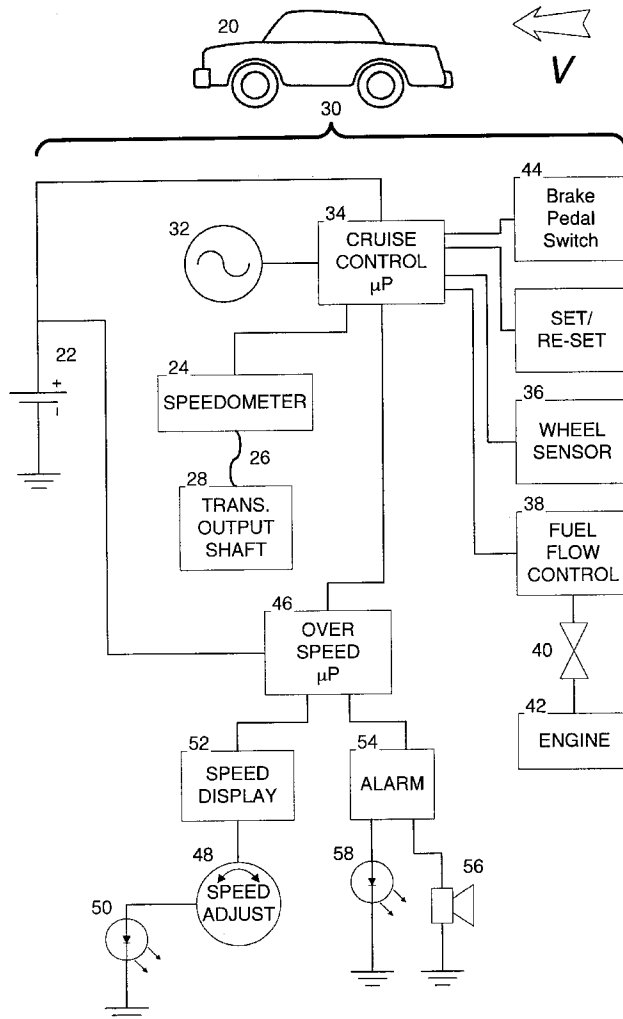 20
V
30
44
Brake
Pedal
Switch
34
CRUISE
CONTROL
µP
32
SET/
RE-SET
22
+
-
24
SPEEDOMETER
36
WHEEL
SENSOR
26
28
TRANS.
OUTPUT
SHAFT
38
FUEL
FLOW
CONTROL
46
OVER
SPEED
µP
40
42
ENGINE
52
SPEED
DISPLAY
54
ALARM
48
SPEED
ADJUST
50
58
56